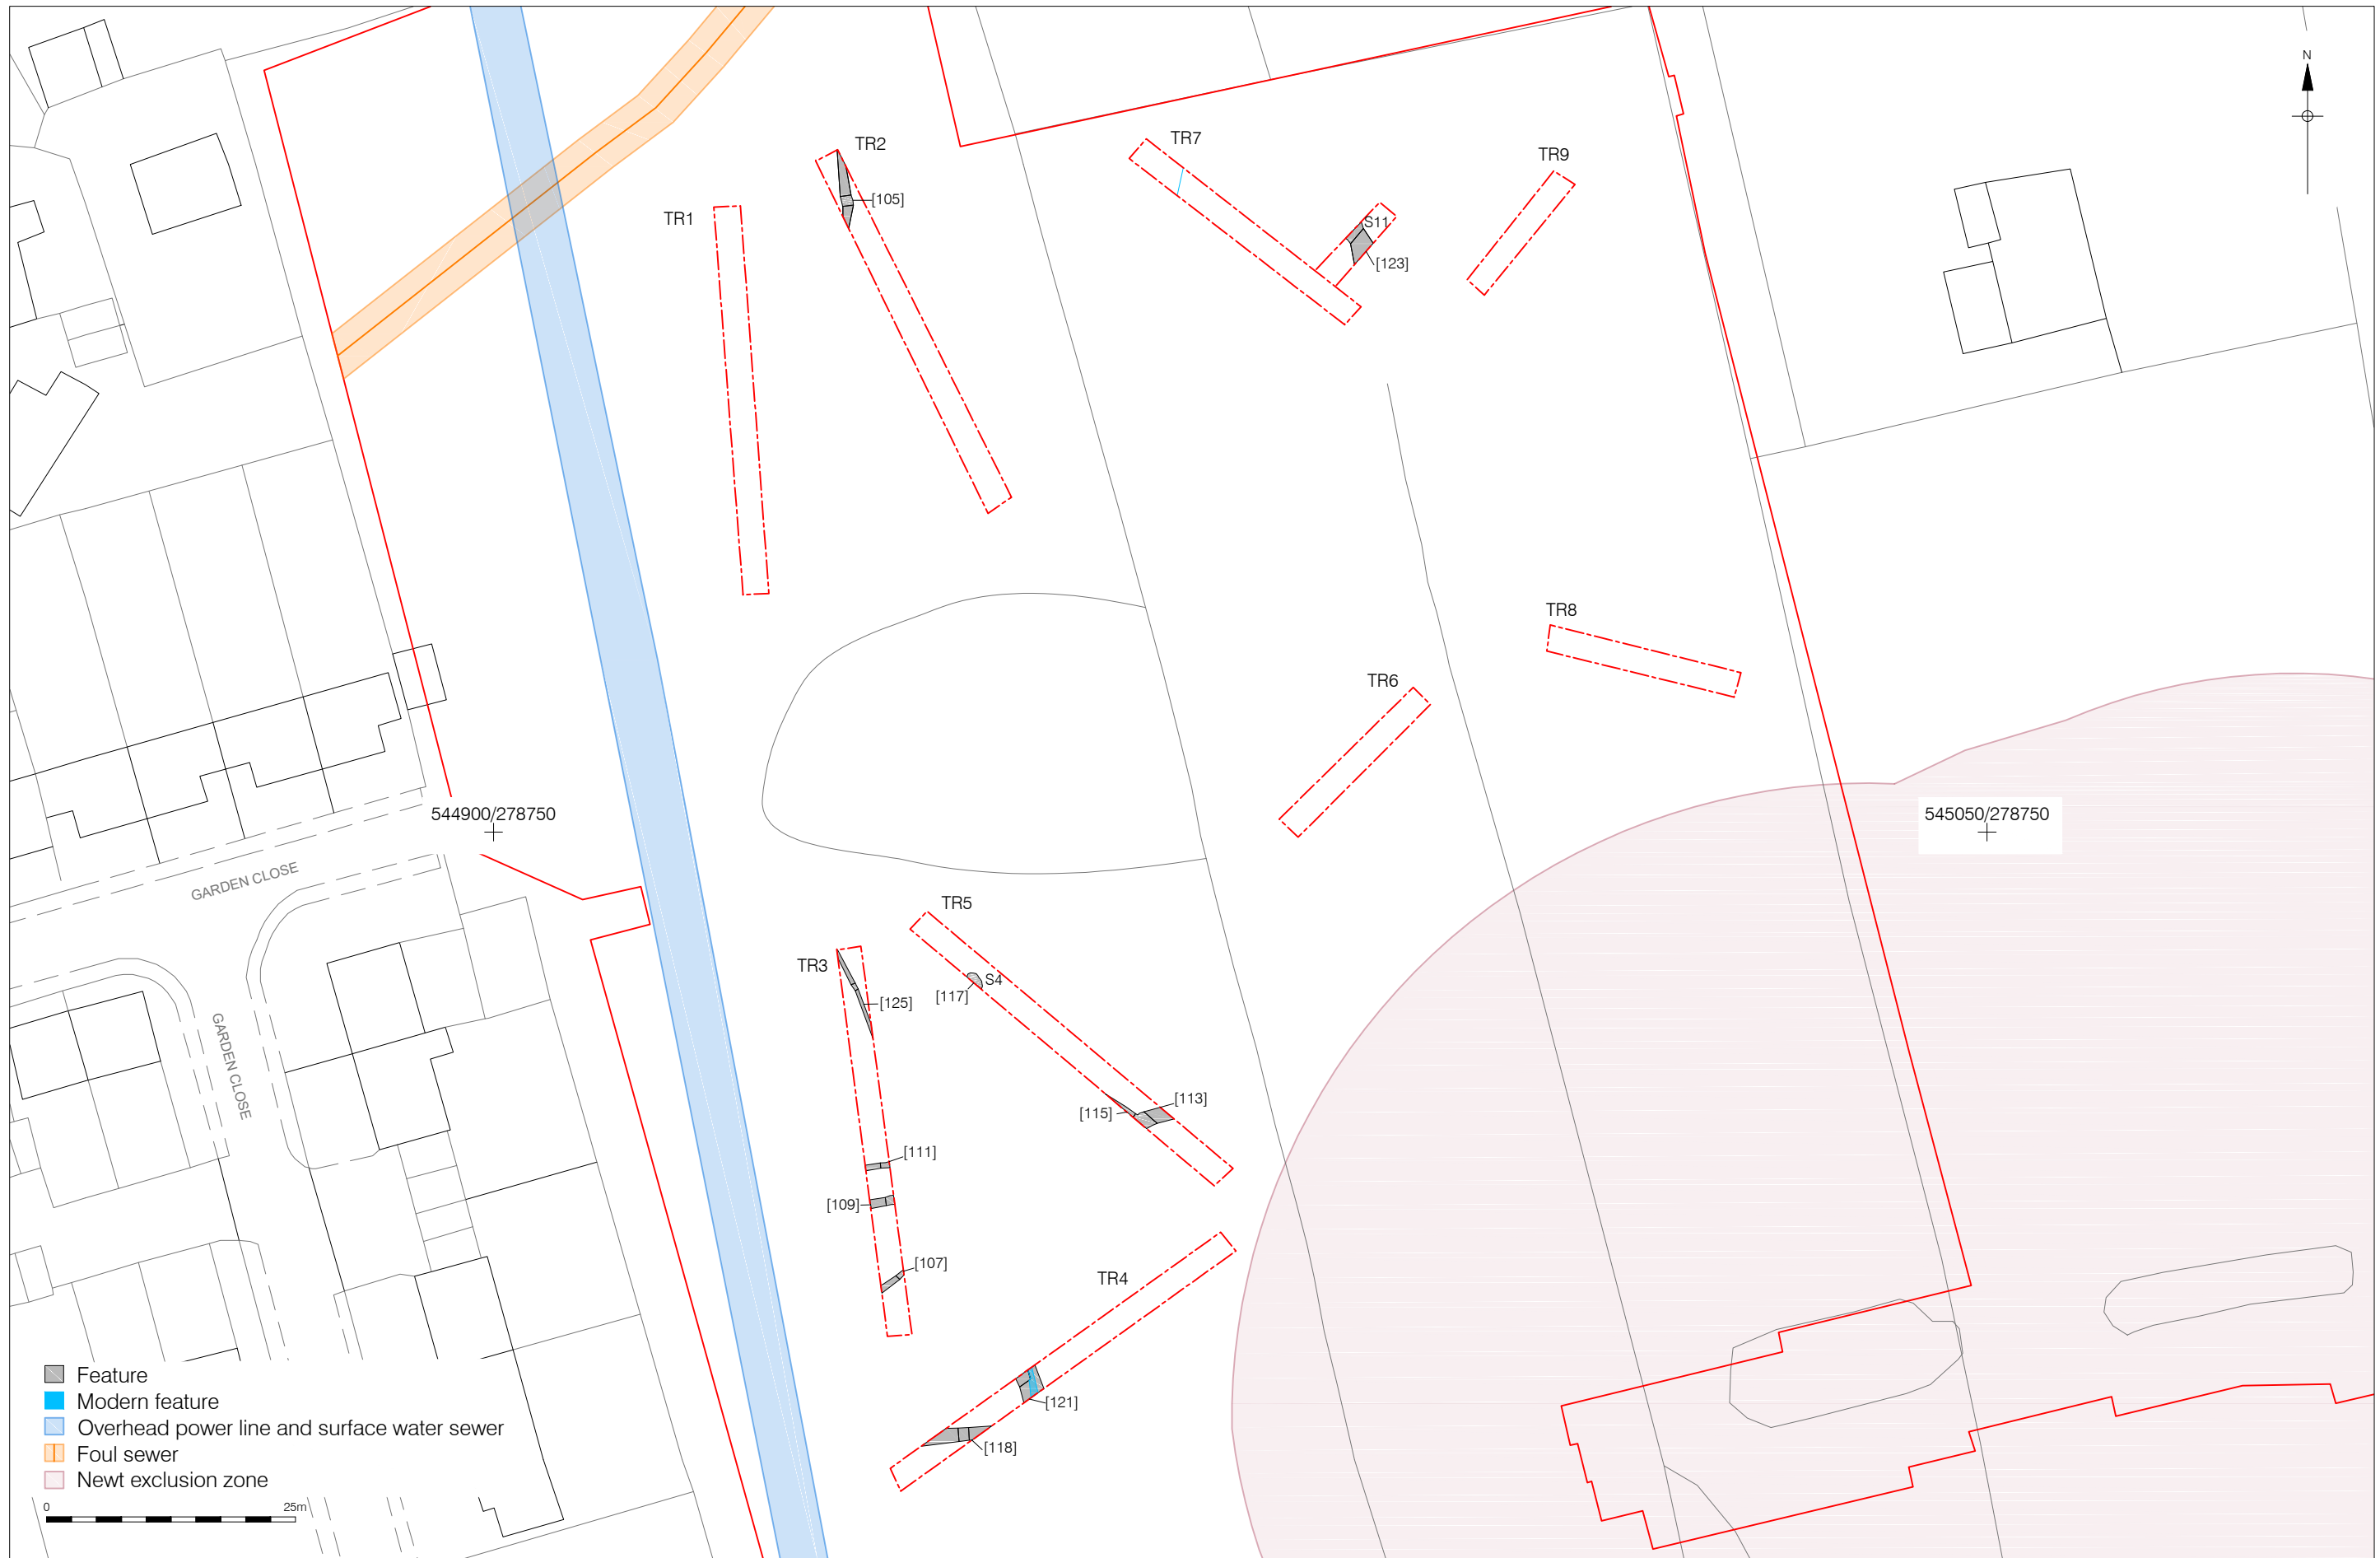 N
TR2
TR7
TR9
[105]
TR1
S11
[123]
TR8
TR6
544900/278750
545050/278750
GARDEN CLOSE
TR5
TR3
S4
[117]
[125]
GARDEN CLOSE
[115]
[113]
[111]
[109]
[107]
TR4
[121]
[118]
Feature
Modern feature
Overhead power line and surface water sewer
Foul sewer
Newt exclusion zone
0 25m